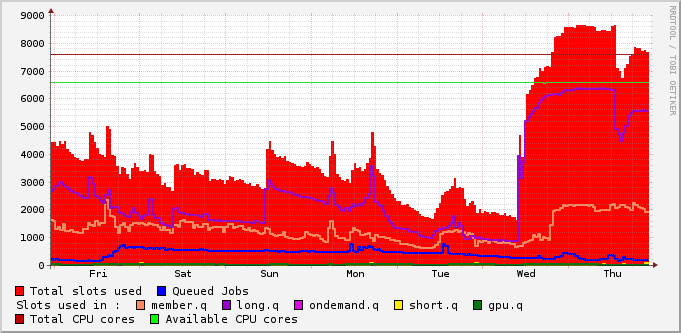 RRDTOOL / TOBI OETIKER
9000
8000
7000
6000
5000
4000
3000
2000
1000
0
Fri Sat Sun Mon Tue Wed Thu
Total slots used Queued Jobs
Slots used in : member.q long.q ondemand.q short.q gpu.q
Total CPU cores Available CPU cores